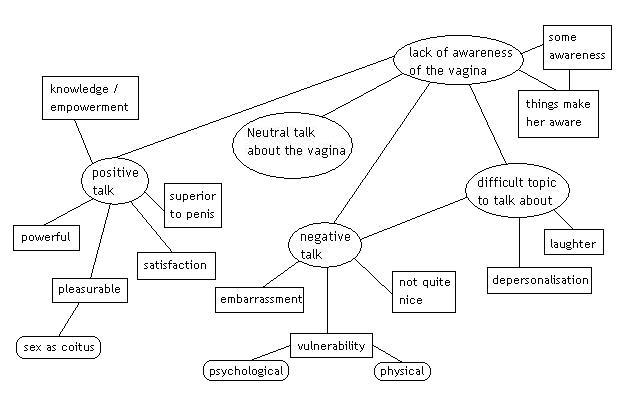 lack of awareness
of the vagina
some
awareness
things make
her aware
knowledge /
empowerment
Neutral talk
about the vagina
positive
talk
superior
to penis
difficult topic
to talk about
powerful
satisfaction
negative
talk
laughter
pleasurable
embarrassment
not quite
nice
depersonalisation
sex as coitus
vulnerability
psychological
physical